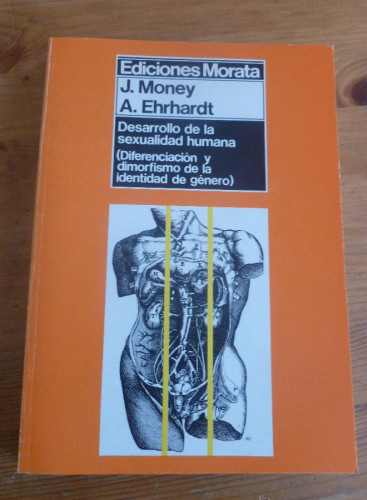 Ediciones Morata
J. Money
A. Ehrhardt
Desarrollo de la
sexualidad humana
(Diferenciación y
dimorfismo de la
identidad de género)